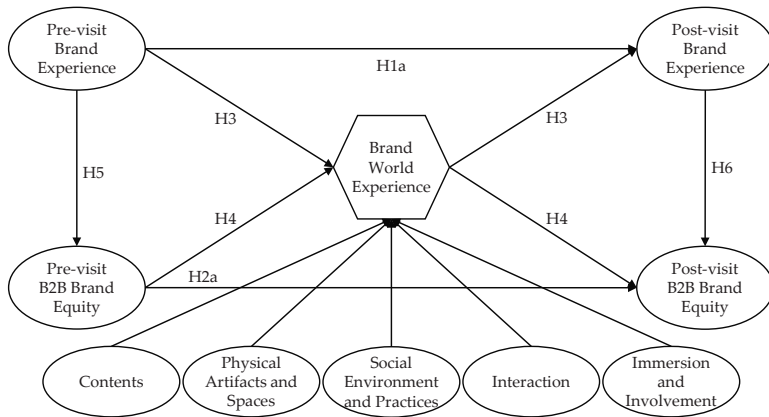 Pre-visit
Brand
Experience
Post-visit
Brand
Experience
H1a
H3
H3
Brand
World
Experience
H5
H6
H4
H4
Pre-visit
B2B Brand
Equity
H2a
Post-visit
B2B Brand
Equity
Contents
Physical
Artifacts and
Spaces
Social
Environment
and Practices
Interaction
Immersion
and
Involvement